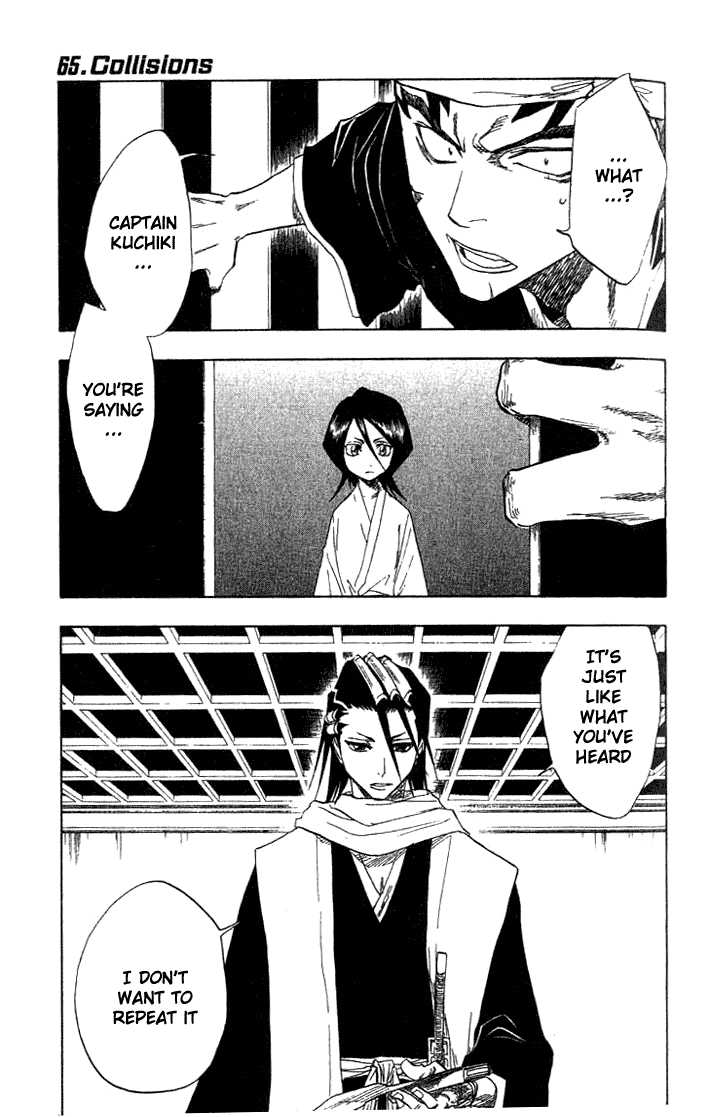 65. Collisions
...
WHAT
...?
CAPTAIN
KUCHIKI
...
YOU'RE
SAYING
...
IT'S
JUST
LIKE
WHAT
YOU'VE
HEARD
I DON'T
WANT TO
REPEAT IT